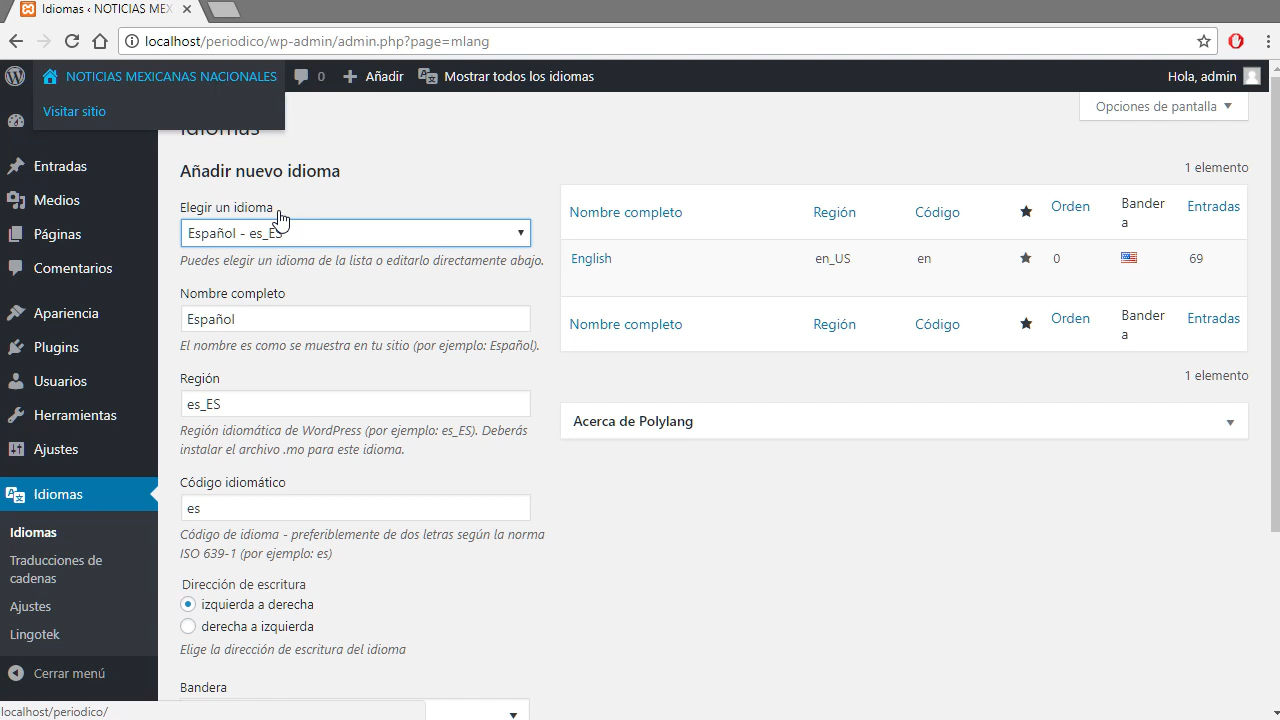 Idiomas ‹ NOTICIAS MEX
localhost/periodico/wp-admin/admin.php?page=mlang
NOTICIAS MEXICANAS NACIONALES
0
Añadir
Mostrar todos los idiomas
Hola, admin
Visitar sitio
Opciones de pantalla
Idiomas
Entradas
Medios
Páginas
Comentarios
Apariencia
Plugins
Usuarios
Herramientas
Ajustes
Idiomas
Idiomas
Traducciones de
cadenas
Ajustes
Lingotek
Cerrar menú
Añadir nuevo idioma
Elegir un idioma
Español - es_ES
Puedes elegir un idioma de la lista o editarlo directamente abajo.
Nombre completo
Español
El nombre es como se muestra en tu sitio (por ejemplo: Español).
Región
es_ES
Región idiomática de WordPress (por ejemplo: es_ES). Deberás
instalar el archivo .mo para este idioma.
Código idiomático
es
Código de idioma - preferiblemente de dos letras según la norma
ISO 639-1 (por ejemplo: es)
Dirección de escritura
izquierda a derecha
derecha a izquierda
Elige la dirección de escritura del idioma
Bandera
1 elemento
Nombre completo Región Código Orden Bander
a Entradas
English en_US en 0 69
Nombre completo Región Código Orden Bander
a Entradas
1 elemento
Acerca de Polylang
localhost/periodico/